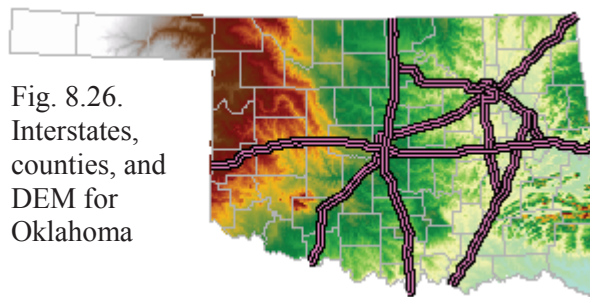 Fig. 8.26.
Interstates,
counties, and
DEM for
Oklahoma